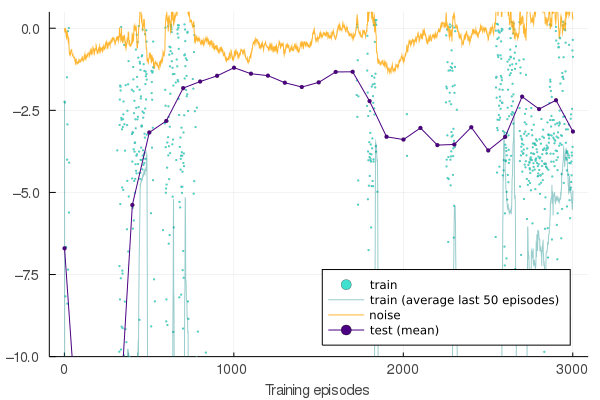 0.0
−2.5
−5.0
−7.5
−10.0
train
train (average last 50 episodes)
noise
test (mean)
0
1000
2000
3000
Training episodes